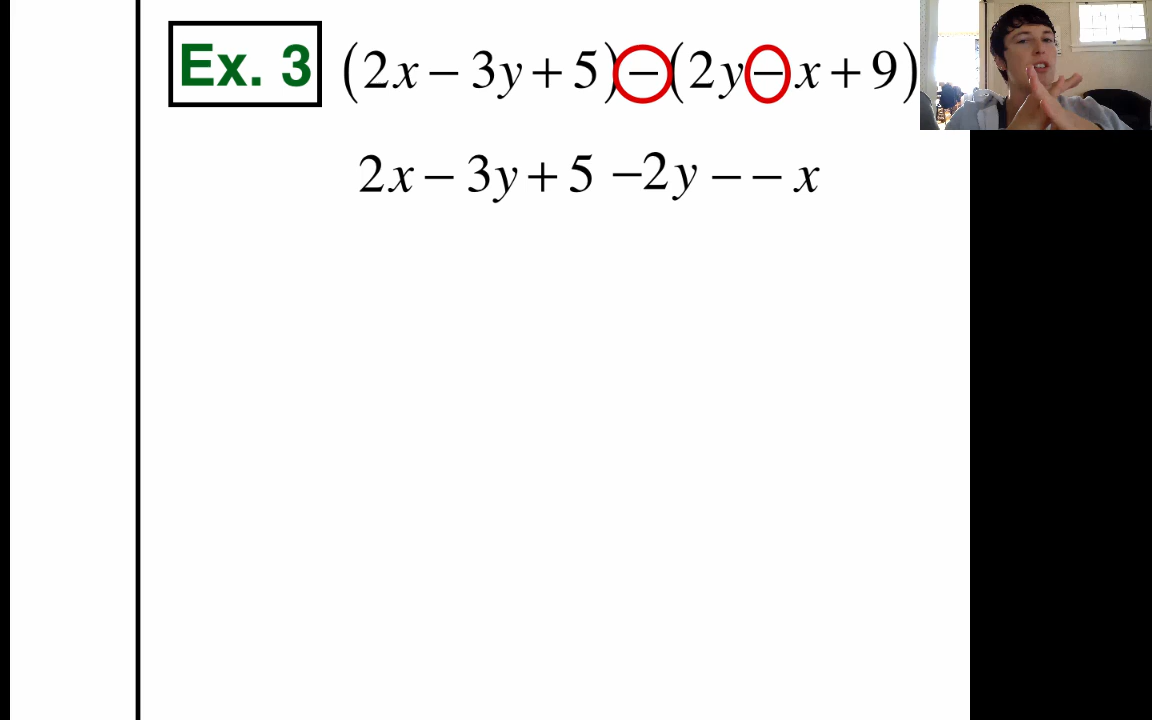 Ex. 3 (2x − 3y + 5) − (2y − x + 9)
2x − 3y + 5 −2y − − x